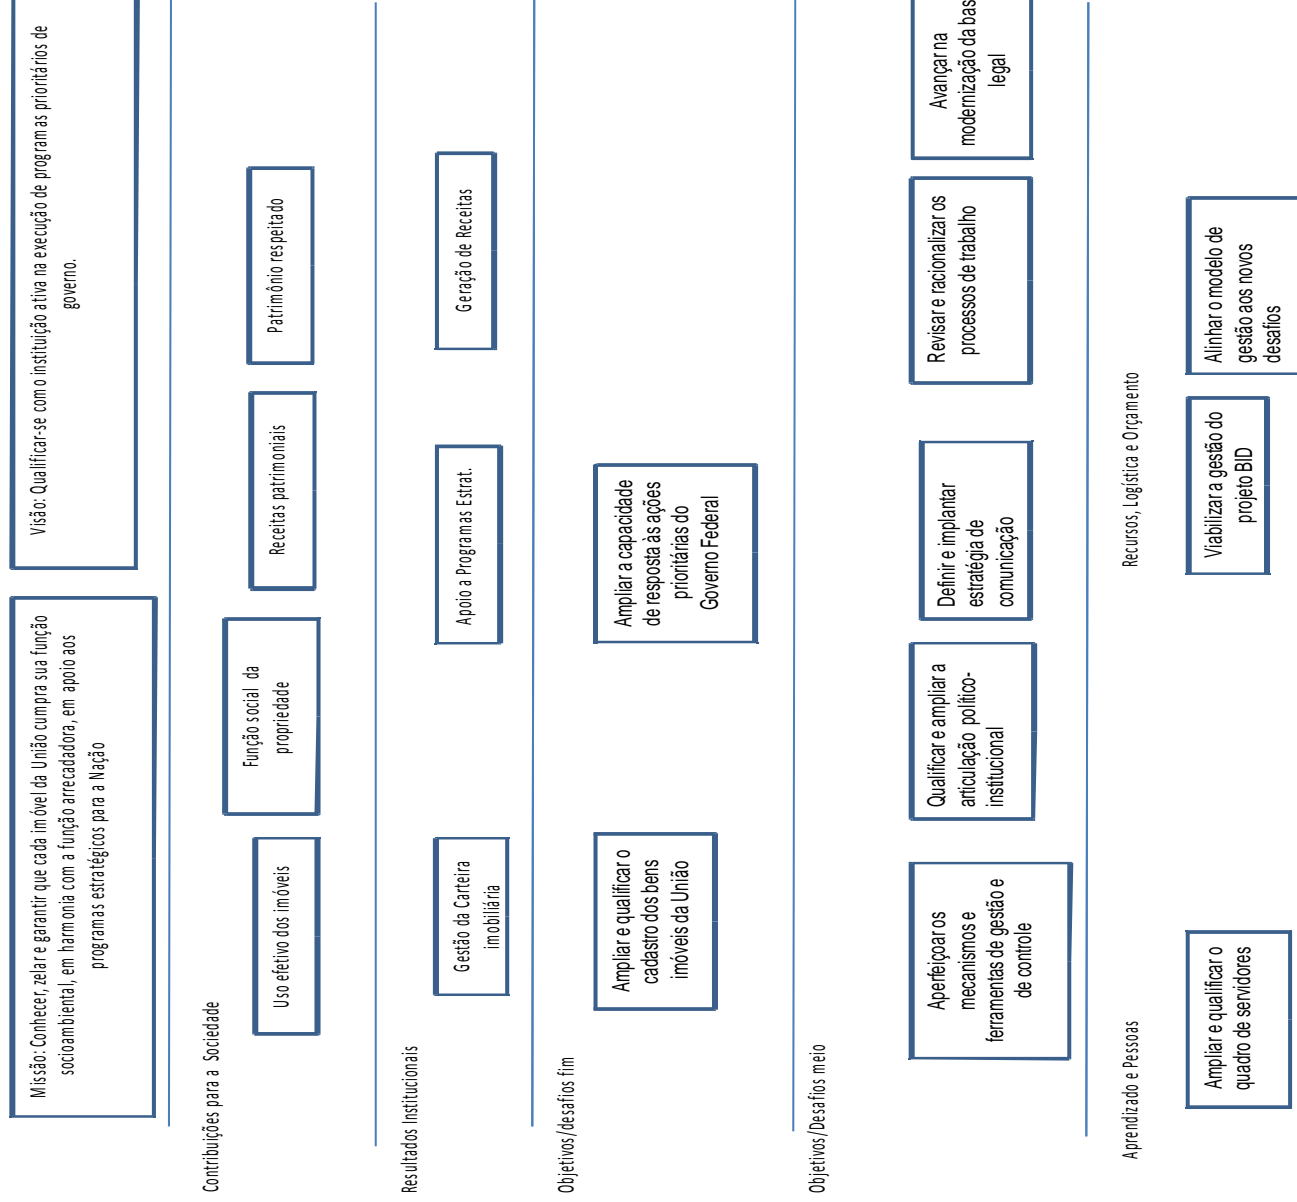 Missão: Conhecer, zelar e garantir que cada imóvel da União cumpra sua função
socioambiental, em harmonia com a função arrecadadora, em apoio aos
programas estratégicos para a Nação
Visão: Qualificar-se como instituição ativa na execução de programas prioritários de
governo.
Contribuições para a Sociedade
Uso efetivo dos imóveis
Função social da
propriedade
Receitas patrimoniais
Patrimônio respeitado
Resultados Institucionais
Gestão da Carteira
imobiliária
Apoio a Programas Estrat.
Geração de Receitas
Objetivos/desafios fim
Ampliar e qualificar o
cadastro dos bens
imóveis da União
Ampliar a capacidade
de resposta às ações
prioritárias do
Governo Federal
Objetivos/Desafios meio
Aperfeiçoar os
mecanismos e
ferramentas de gestão e
de controle
Qualificar e ampliar a
articulação político-
institucional
Definir e implantar
estratégia de
comunicação
Revisar e racionalizar os
processos de trabalho
Avançar na
modernização da bas
legal
Aprendizado e Pessoas
Recursos, Logística e Orçamento
Ampliar e qualificar o
quadro de servidores
Viabilizar a gestão do
projeto BID
Alinhar o modelo de
gestão aos novos
desafios